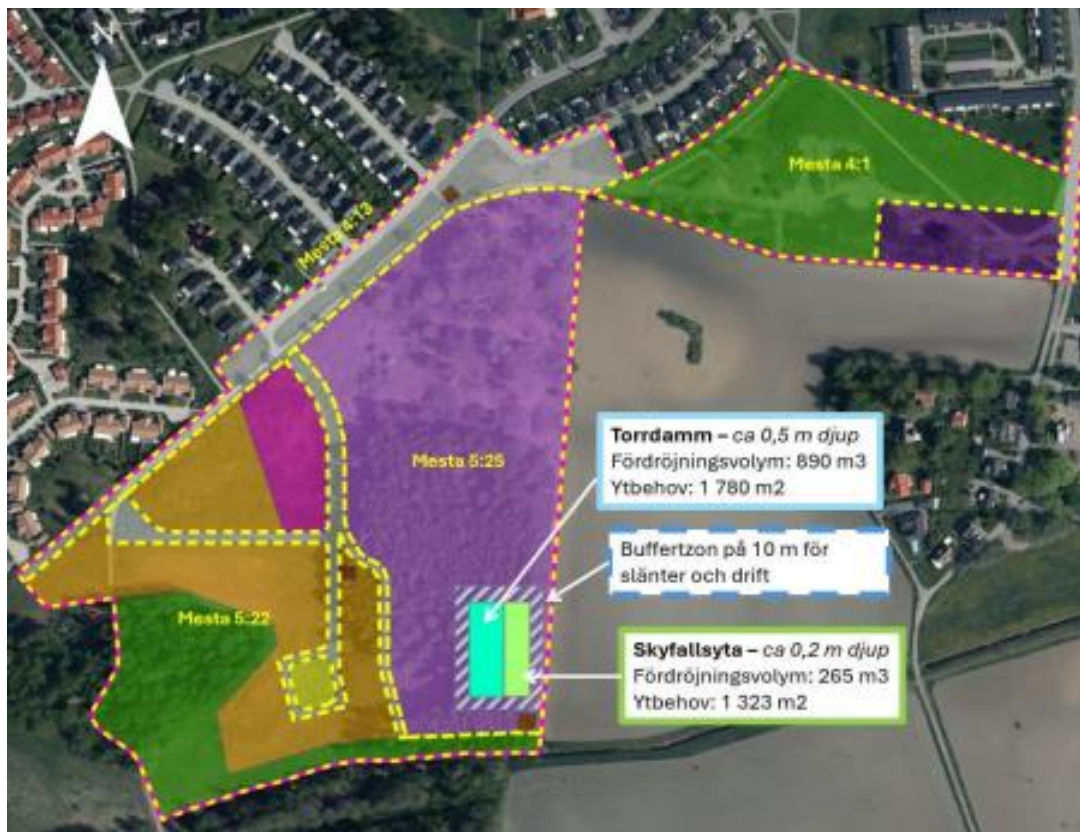 N
Mesta 4:1
Mesta 4:13
Mesta 5:25
Torrdamm – ca 0,5 m djup
Fördröjningsvolym: 890 m3
Ytbehov: 1 780 m2
Buffertzon på 10 m för
slänter och drift
Mesta 5:22
Skyfallsyta – ca 0,2 m djup
Fördröjningsvolym: 265 m3
Ytbehov: 1 323 m2